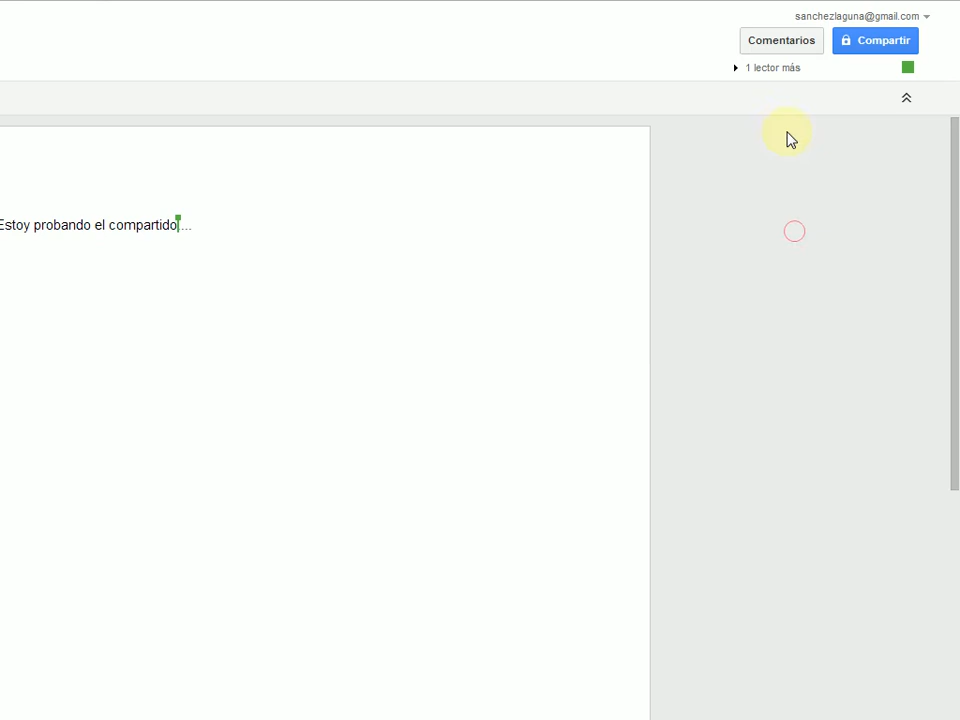 sanchezlaguna@gmail.com
Comentarios
Compartir
1 lector más
Estoy probando el compartido...